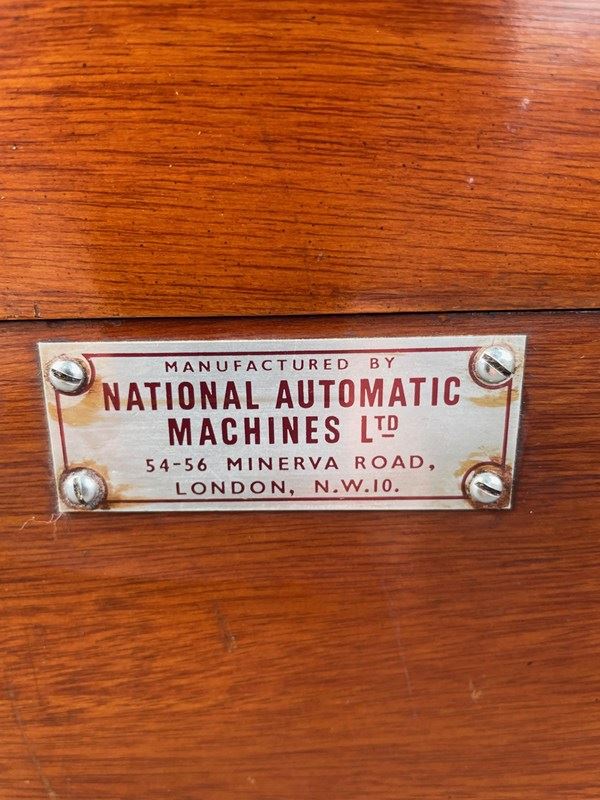 MANUFACTURED BY
NATIONAL AUTOMATIC
MACHINES LTD
54-56 MINERVA ROAD,
LONDON, N.W.10.